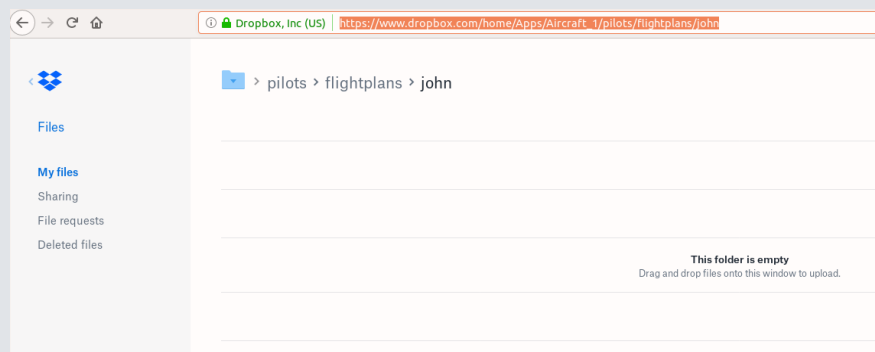 Dropbox, Inc (US) https://www.dropbox.com/home/Apps/Aircraft_1/pilots/flightplans/john
pilots > flightplans > john
Files
My files
Sharing
File requests
Deleted files
This folder is empty
Drag and drop files onto this window to upload.